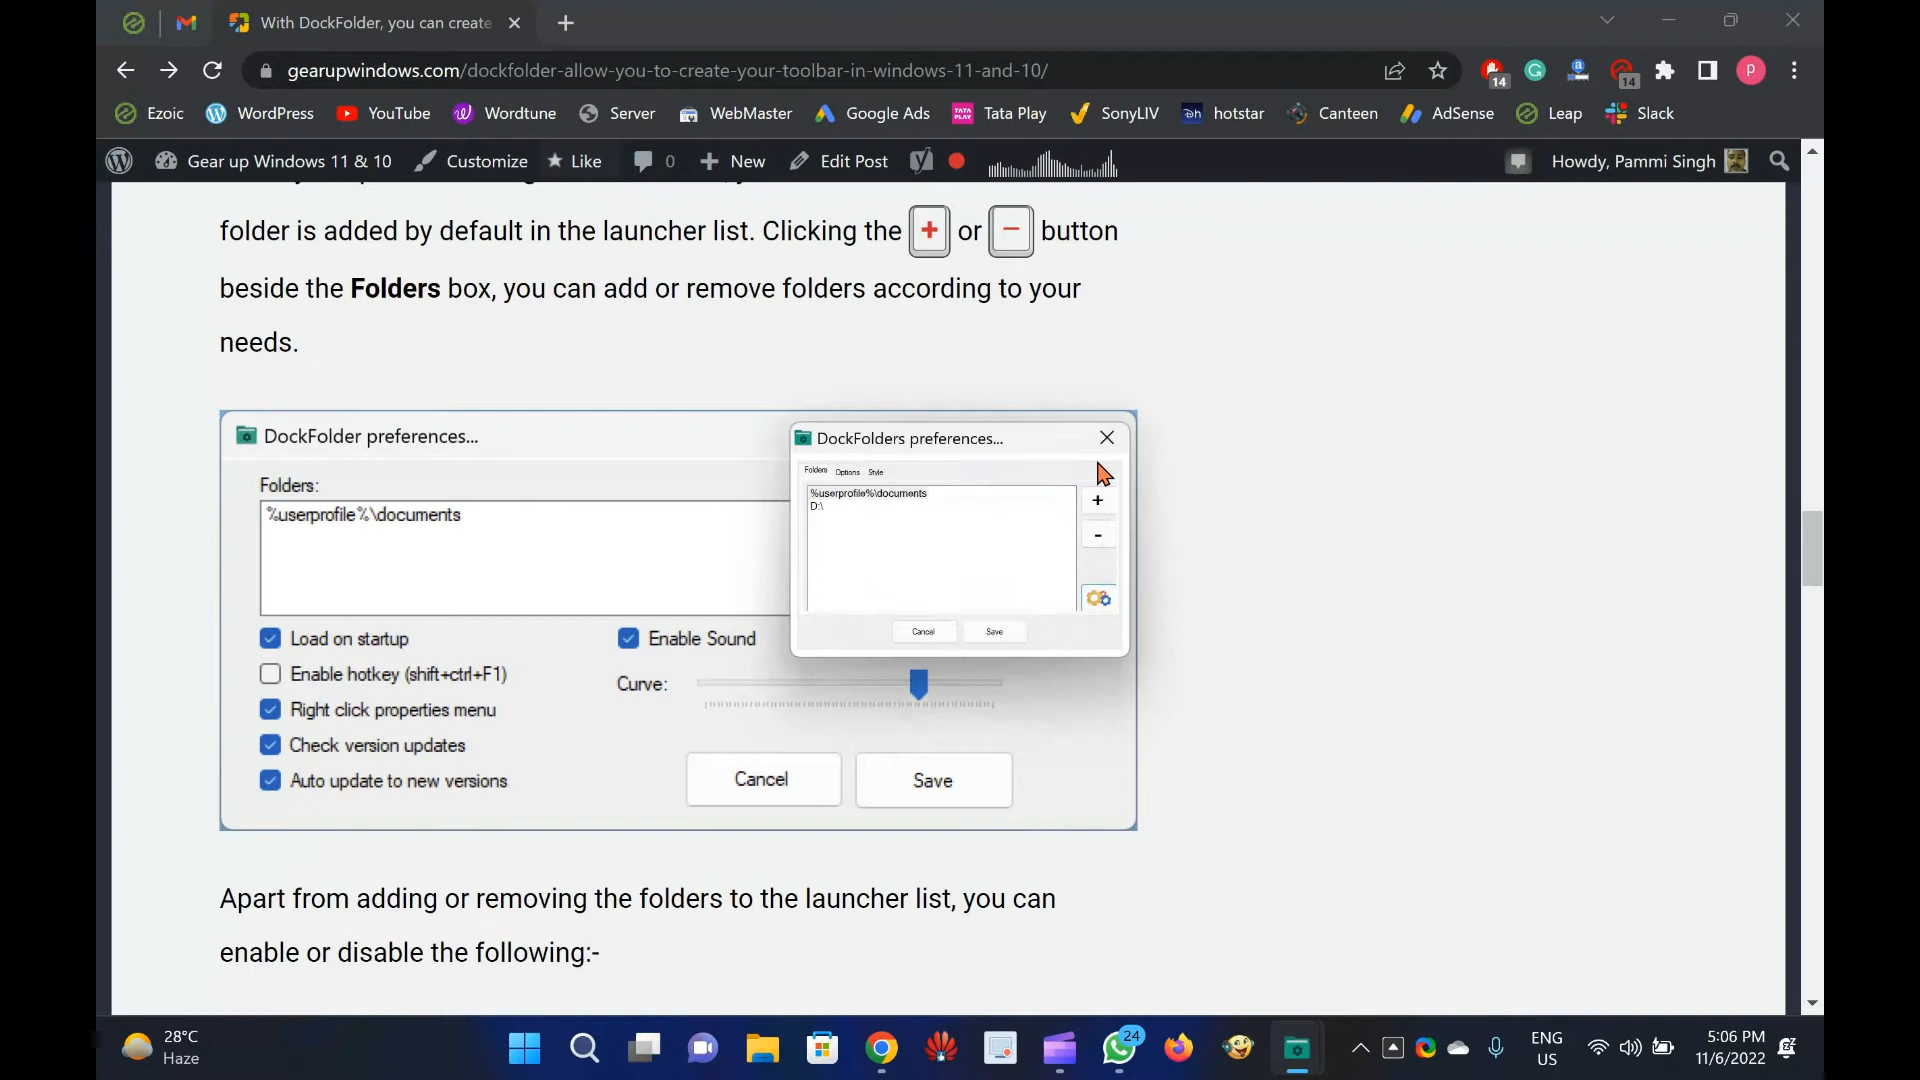 With DockFolder, you can create
gearupwindows.com/dockfolder-allow-you-to-create-your-toolbar-in-windows-11-and-10/
14
14
P
Ezoic WordPress YouTube Wordtune Server WebMaster Google Ads Tata Play SonyLIV hotstar Canteen AdSense Leap Slack
Gear up Windows 11 & 10 Customize Like 0 New Edit Post Howdy, Pammi Singh
folder is added by default in the launcher list. Clicking the + or − button
beside the Folders box, you can add or remove folders according to your
needs.
DockFolder preferences...
Folders:
%userprofile%\documents
Load on startup
Enable Sound
Enable hotkey (shift+ctrl+F1)
Curve:
Right click properties menu
Check version updates
Auto update to new versions
Cancel
Save
DockFolders preferences...
Folders Options Style
%userprofile%\documents
D:\
+
-
Cancel Save
Apart from adding or removing the folders to the launcher list, you can
enable or disable the following:-
28°C
Haze
24
ENG
US
5:06 PM
11/6/2022